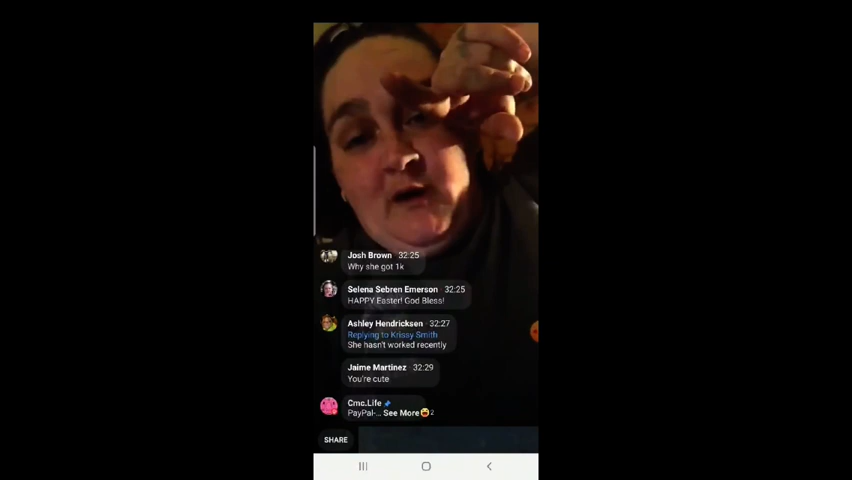 Josh Brown 32:25
Why she got 1k
Selena Sebren Emerson 32:25
HAPPY Easter! God Bless!
Ashley Hendricksen 32:27
Replying to Krissy Smith
She hasn't worked recently
Jaime Martinez 32:29
You're cute
Cmc.Life
PayPal-... See More 2
SHARE